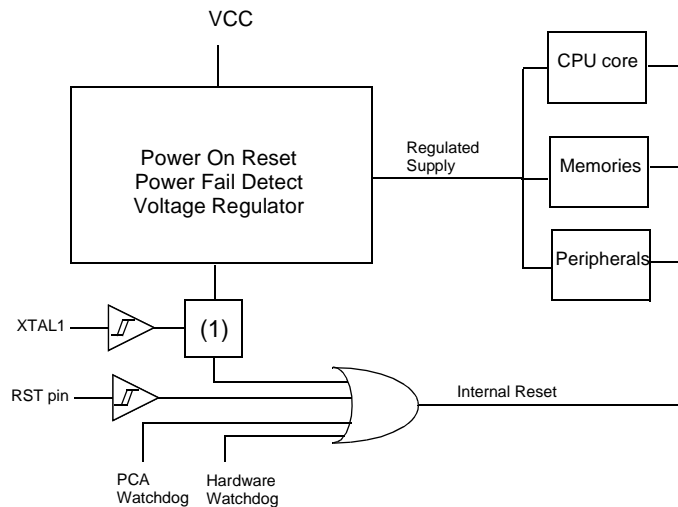 VCC
CPU core
Power On Reset
Power Fail Detect
Voltage Regulator
Regulated
Supply
Memories
Peripherals
XTAL1
(1)
RST pin
Internal Reset
PCA
Watchdog
Hardware
Watchdog